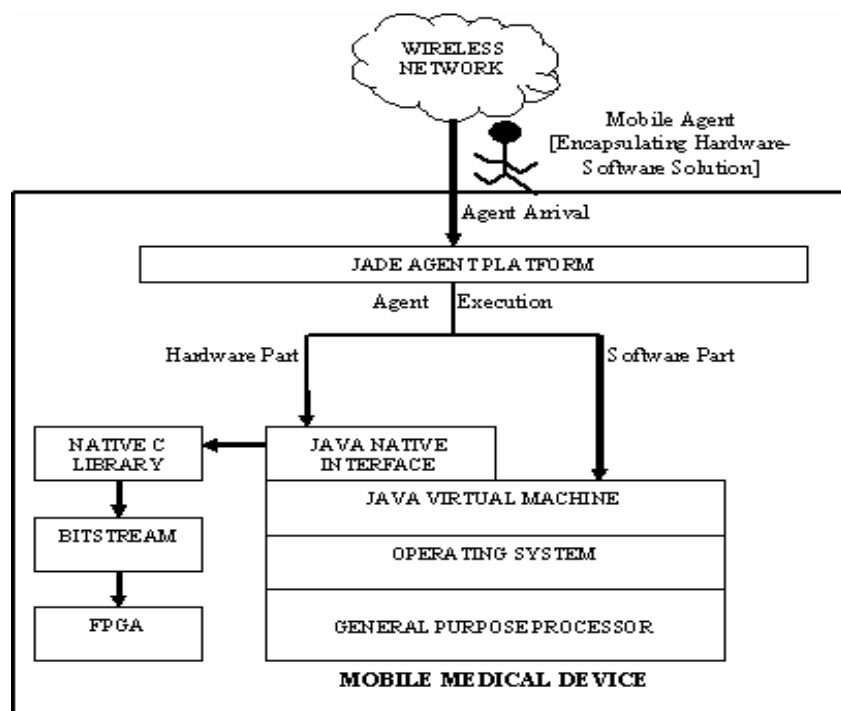 WIRELESS
NETWORK
Mobile Agent
[Encapsulating Hardware-
Software Solution]
Agent Arrival
JADE AGENT PLATFORM
Agent Execution
Hardware Part
Software Part
NATIVE C
LIBRARY
JAVA NATIVE
INTERFACE
JAVA VIRTUAL MACHINE
BITSTREAM
OPERATING SYSTEM
FPGA
GENERAL PURPOSE PROCESSOR
MOBILE MEDICAL DEVICE